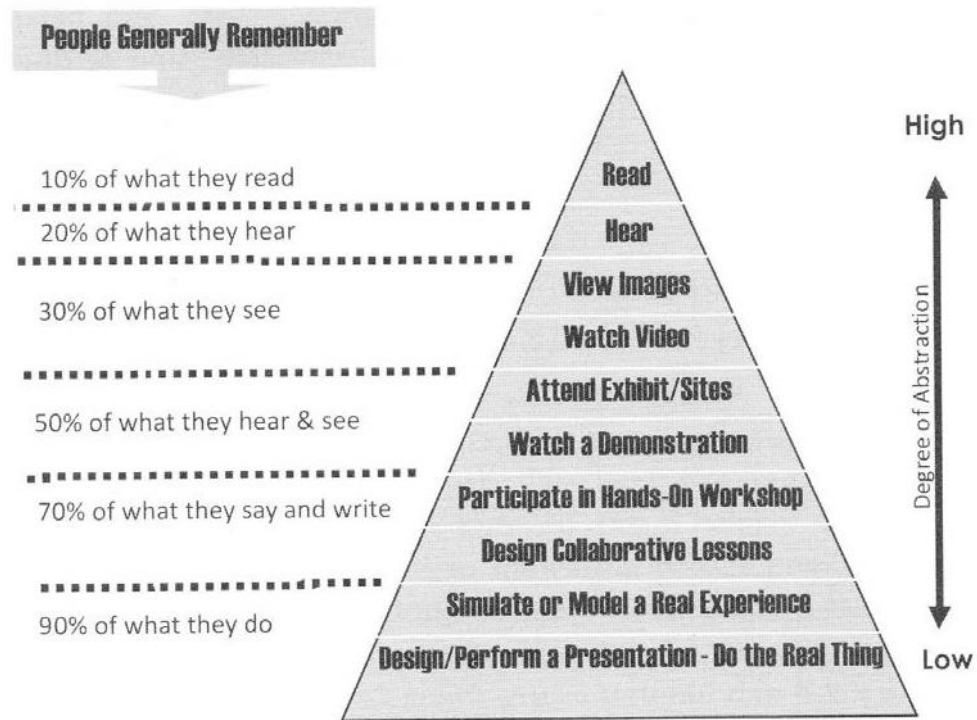 People Generally Remember
10% of what they read
20% of what they hear
30% of what they see
50% of what they hear & see
70% of what they say and write
90% of what they do
Read
Hear
View Images
Watch Video
Attend Exhibit/Sites
Watch a Demonstration
Participate in Hands-On Workshop
Design Collaborative Lessons
Simulate or Model a Real Experience
Design/Perform a Presentation - Do the Real Thing
High
Degree of Abstraction
Low